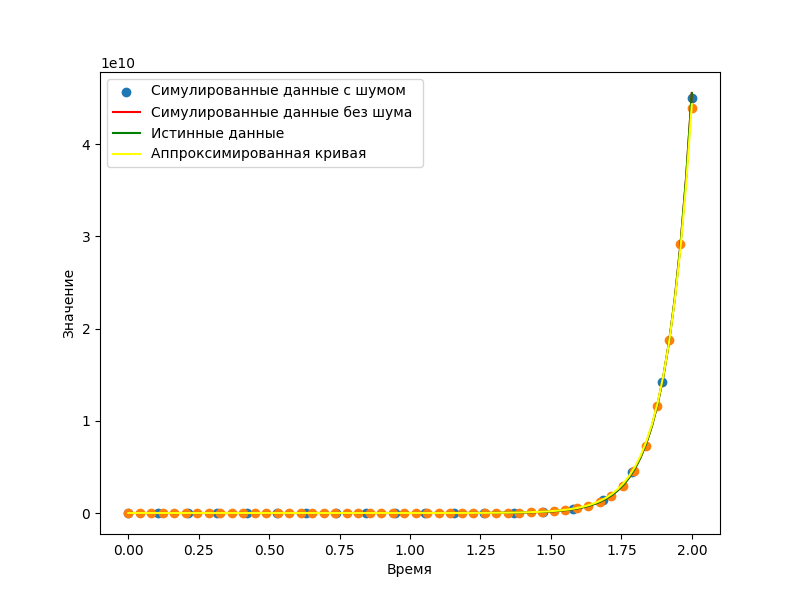 1e10
Симулированные данные с шумом
Симулированные данные без шума
Истинные данные
Аппроксимированная кривая
4
3
2
1
0
Значение
0.00 0.25 0.50 0.75 1.00 1.25 1.50 1.75 2.00
Время